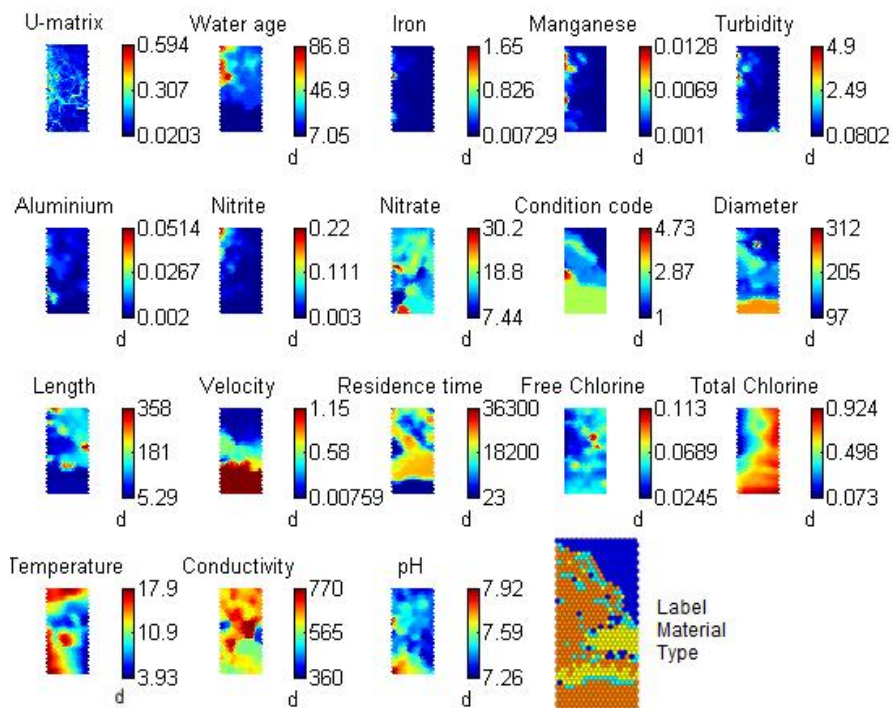 U-matrix
0.594
0.307
0.0203
Water age
86.8
46.9
7.05
d
Iron
1.65
0.826
0.00729
d
Manganese
0.0128
0.0069
0.001
d
Turbidity
4.9
2.49
0.0802
d
Aluminium
0.0514
0.0267
0.002
d
Nitrite
0.22
0.111
0.003
d
Nitrate
30.2
18.8
7.44
d
Condition code
4.73
2.87
1
d
Diameter
312
205
97
d
Length
358
181
5.29
d
Velocity
1.15
0.58
0.00759
d
Residence time
36300
18200
23
d
Free Chlorine
0.113
0.0689
0.0245
d
Total Chlorine
0.924
0.498
0.073
d
Temperature
17.9
10.9
3.93
d
Conductivity
770
565
360
d
pH
7.92
7.59
7.26
d
Label
Material
Type